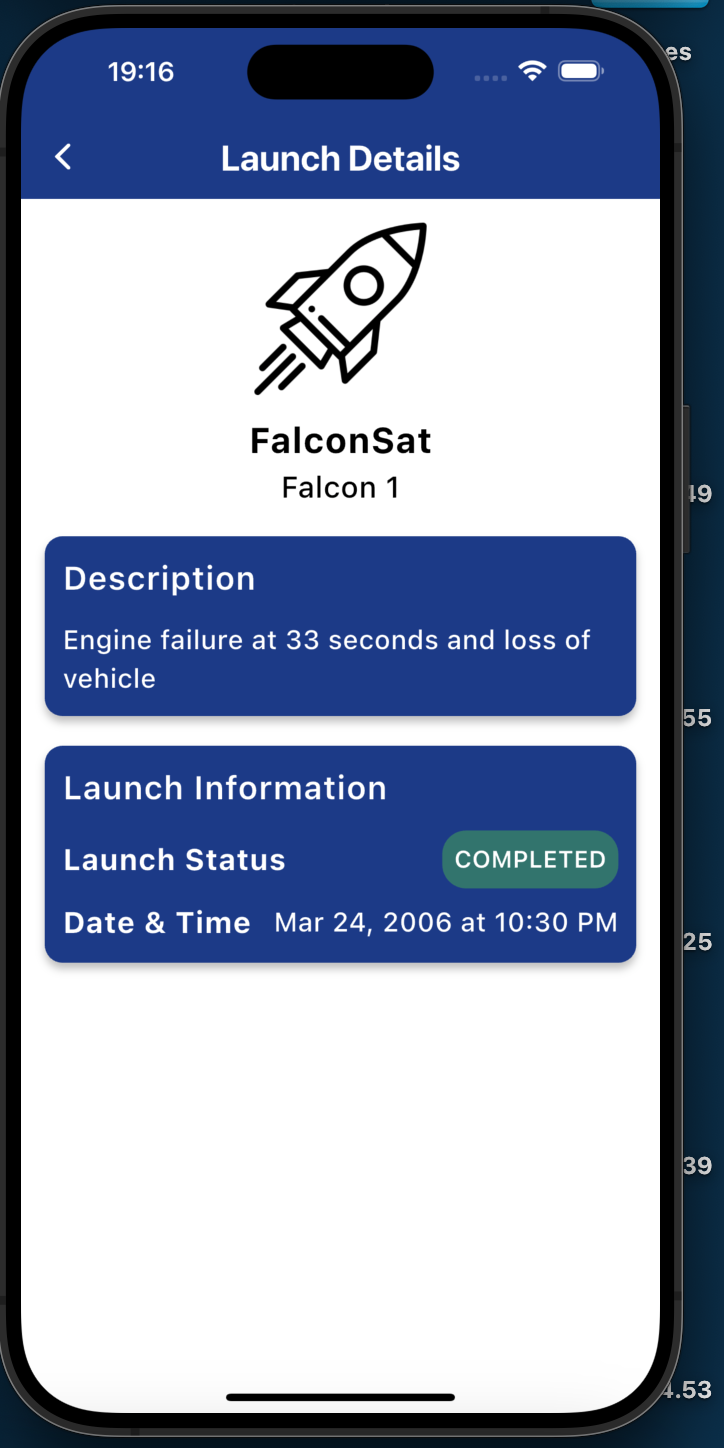 es
19:16
Launch Details
FalconSat
Falcon 1
49
Description
Engine failure at 33 seconds and loss of
vehicle
55
Launch Information
Launch Status COMPLETED
Date & Time Mar 24, 2006 at 10:30 PM
25
39
.53